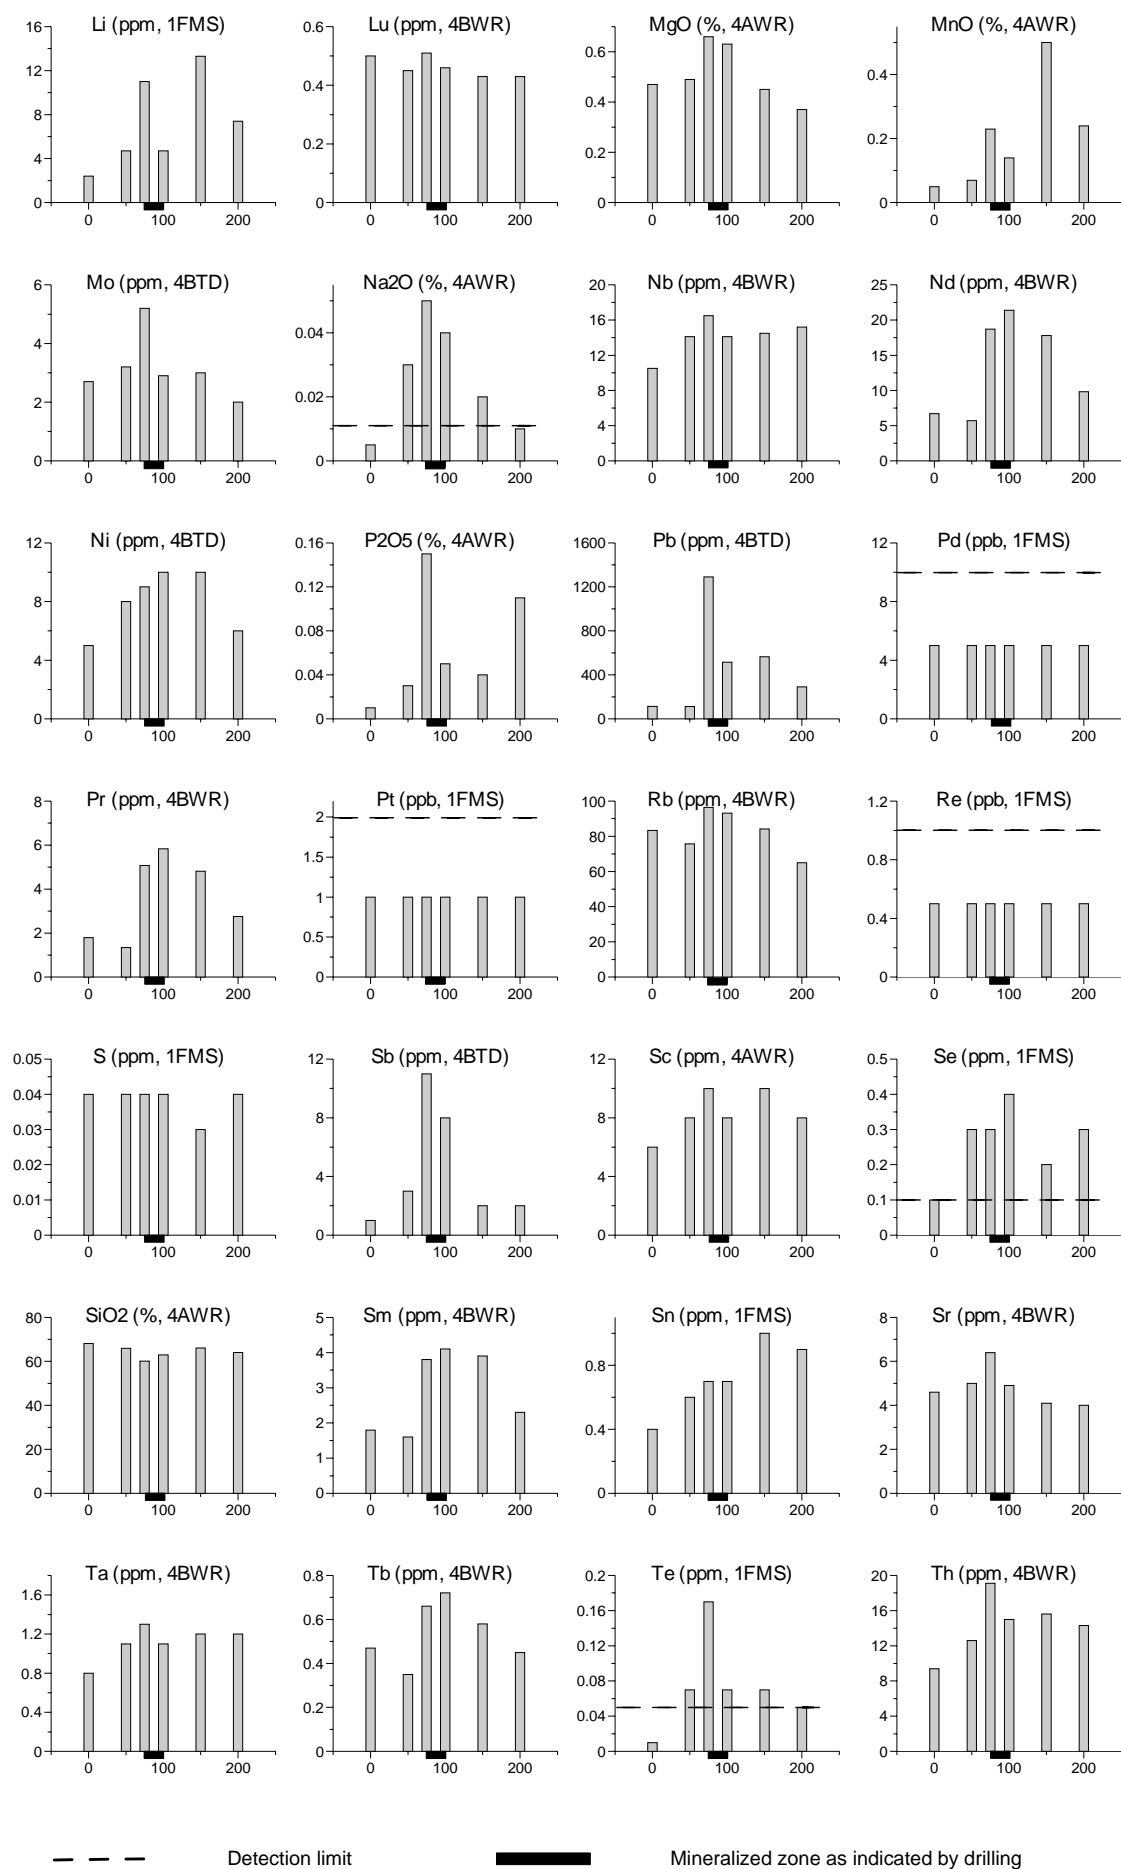 Li (ppm, 1FMS) Lu (ppm, 4BWR) MgO (%, 4AWR) MnO (%, 4AWR)
16 0.6 0.6 0.4
12 0.4 0.4 0.2
8 0.2 0.2 0
4 0 0
0
0 100 200 0 100 200 0 100 200 0 100 200
Mo (ppm, 4BTD) Na2O (%, 4AWR) Nb (ppm, 4BWR) Nd (ppm, 4BWR)
6 0.04 20 25
4 0.02 16 20
2 0 12 15
0 8 10
4 5
0 0
0 100 200 0 100 200 0 100 200 0 100 200
Ni (ppm, 4BTD) P2O5 (%, 4AWR) Pb (ppm, 4BTD) Pd (ppb, 1FMS)
12 0.16 1600 12
8 0.12 1200 8
4 0.08 800 4
0 0.04 400 0
0 0
0 100 200 0 100 200 0 100 200 0 100 200
Pr (ppm, 4BWR) Pt (ppb, 1FMS) Rb (ppm, 4BWR) Re (ppb, 1FMS)
8 2 100 1.2
6 1.5 80 0.8
4 1 60 0.4
2 0.5 40 0
0 0 20
0
0 100 200 0 100 200 0 100 200 0 100 200
S (ppm, 1FMS) Sb (ppm, 4BTD) Sc (ppm, 4AWR) Se (ppm, 1FMS)
0.05 12 12 0.5
0.04 8 8 0.4
0.03 4 4 0.3
0.02 0 0 0.2
0.01 0.1
0 0
0 100 200 0 100 200 0 100 200 0 100 200
SiO2 (%, 4AWR) Sm (ppm, 4BWR) Sn (ppm, 1FMS) Sr (ppm, 4BWR)
80 5 0.8 8
60 4 0.4 6
40 3 0 4
20 2 2
0 1 0
0
0 100 200 0 100 200 0 100 200 0 100 200
Ta (ppm, 4BWR) Tb (ppm, 4BWR) Te (ppm, 1FMS) Th (ppm, 4BWR)
1.6 0.8 0.2 20
1.2 0.6 0.16 16
0.8 0.4 0.12 12
0.4 0.2 0.08 8
0 0 0.04 4
0 0
0 100 200 0 100 200 0 100 200 0 100 200
Detection limit Mineralized zone as indicated by drilling